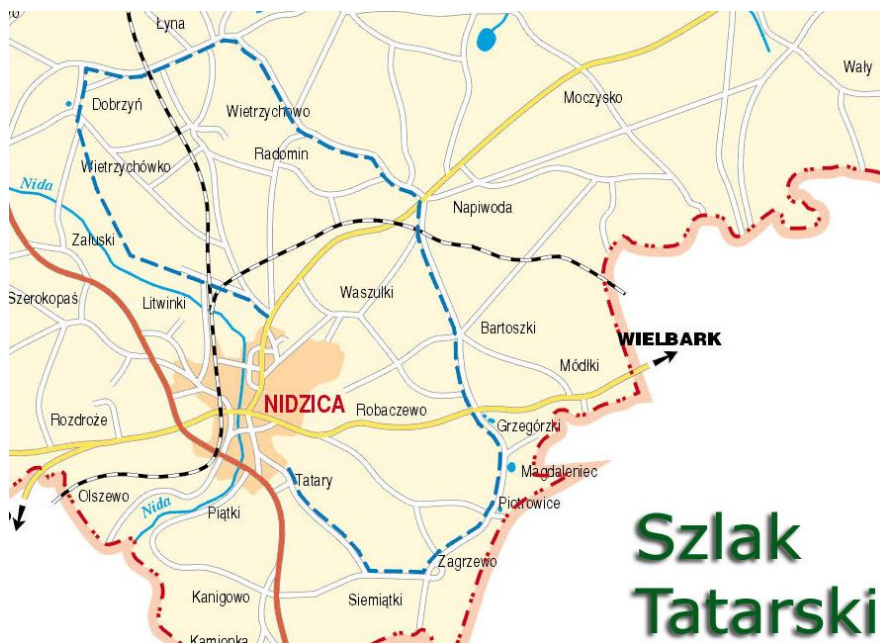 Łyna
Wały
Dobrzyń
Wietrzychowo
Moczysko
Radomin
Wietrzychówko
Nida
Napiwoda
Załuski
Szerokopaś
Litwinki
Waszulki
Bartoszki
WIELBARK
Módłki
NIDZICA
Robaczewo
Rozdroże
Grzegórzki
Magdaleniec
Tatary
Olszewo
Nida
Piątki
Piotrowice
Szlak
Tatarski
Zagrzewo
Kanigowo
Siemiątki
Kamionka